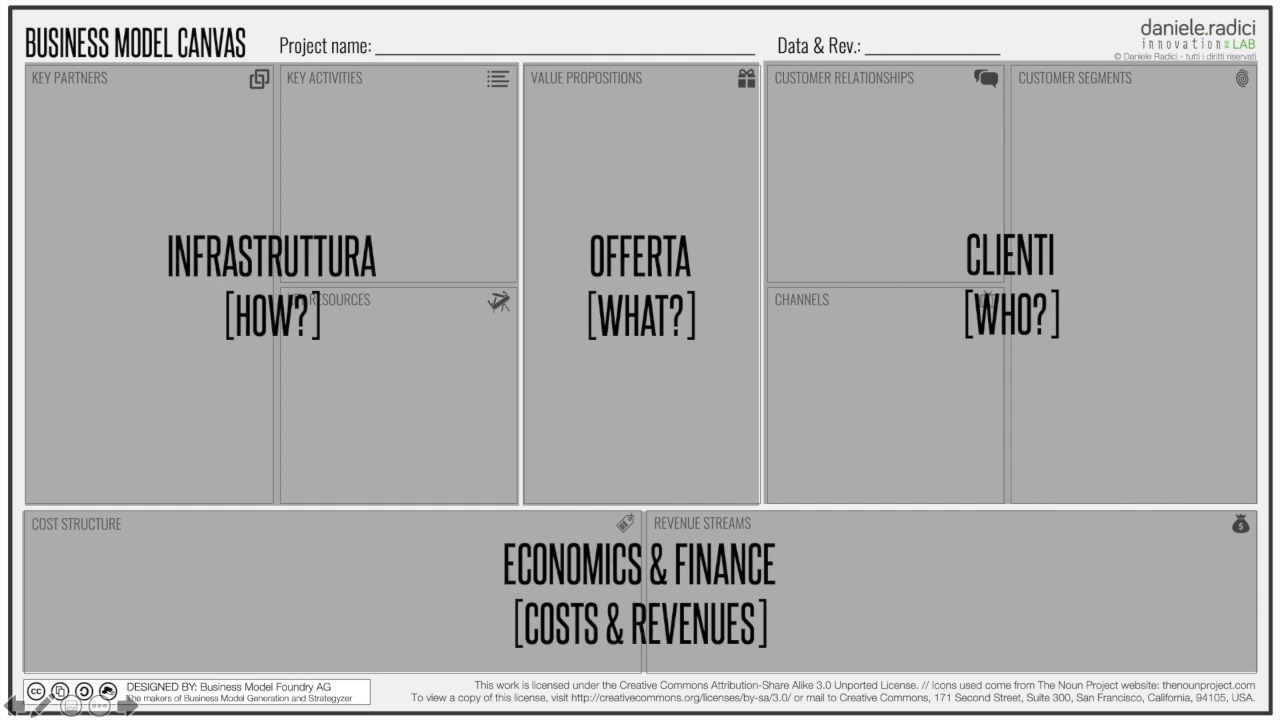 BUSINESS MODEL CANVAS
Project name:
Data & Rev.:
daniele.radici
innovation LAB
© Daniele Radici - tutti i diritti riservati
KEY PARTNERS
KEY ACTIVITIES
VALUE PROPOSITIONS
CUSTOMER RELATIONSHIPS
CUSTOMER SEGMENTS
INFRASTRUTTURA
[HOW?]
RESOURCES
OFFERTA
[WHAT?]
CLIENTI
[WHO?]
CHANNELS
COST STRUCTURE
REVENUE STREAMS
ECONOMICS & FINANCE
[COSTS & REVENUES]
cc
DESIGNED BY: Business Model Foundry AG
The makers of Business Model Generation and Strategyzer
This work is licensed under the Creative Commons Attribution-Share Alike 3.0 Unported License. // Icons used come from The Noun Project website: thenounproject.com
To view a copy of this license, visit http://creativecommons.org/licenses/by-sa/3.0/ or mail to Creative Commons, 171 Second Street, Suite 300, San Francisco, California, 94105, USA.